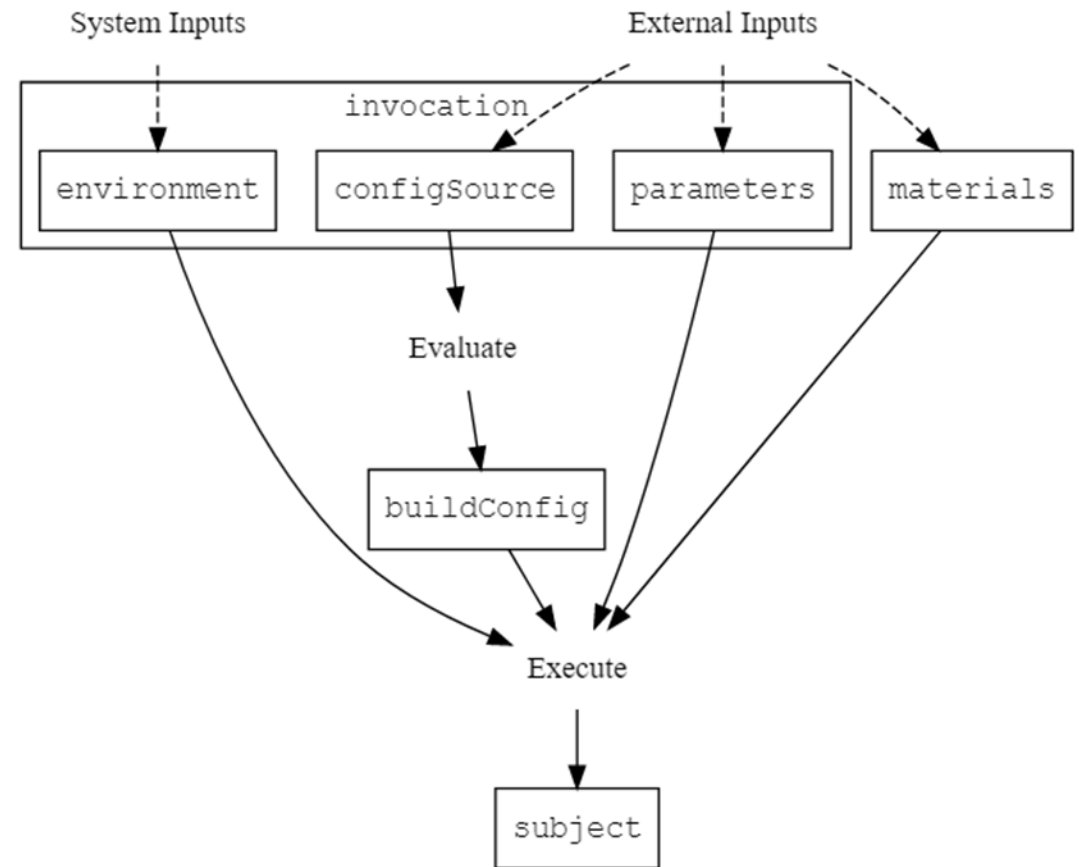 System Inputs
External Inputs
invocation
environment
configSource
parameters
materials
Evaluate
buildConfig
Execute
subject